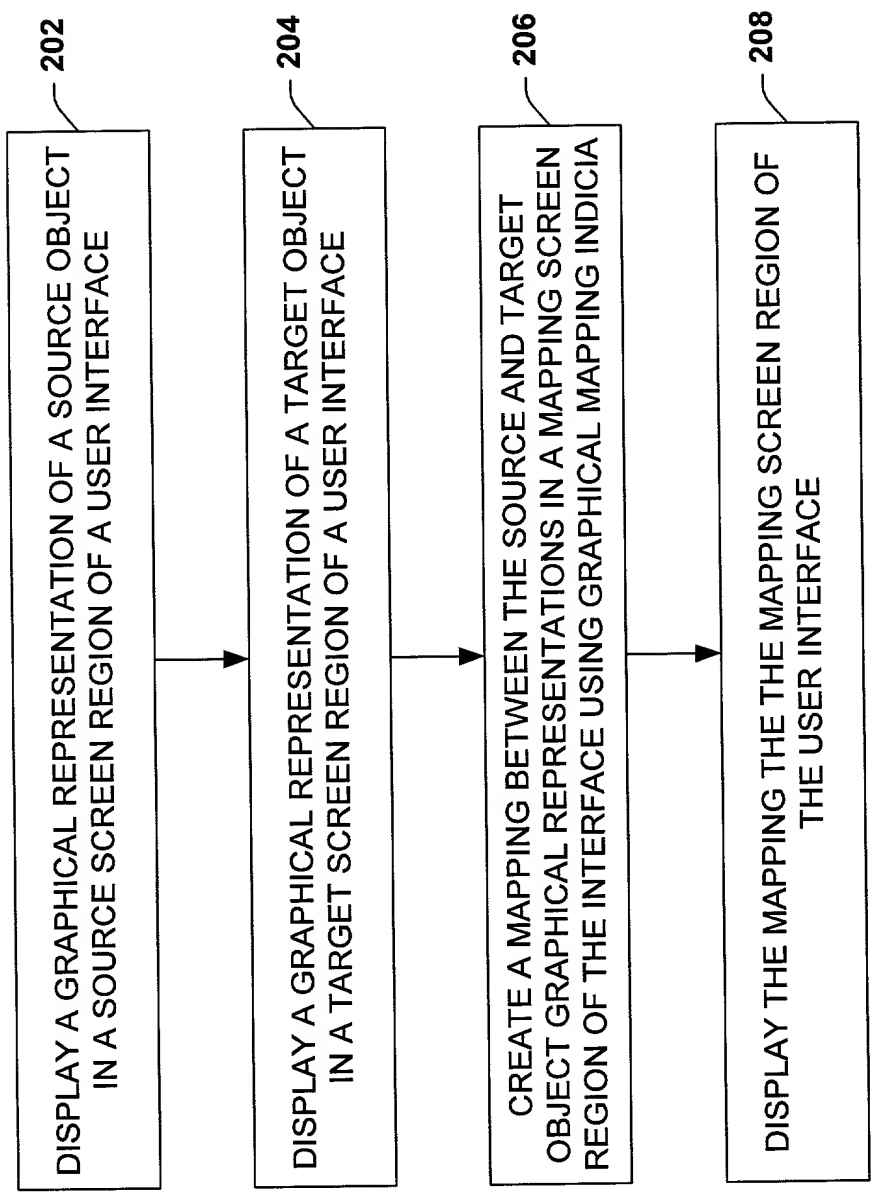 202
DISPLAY A GRAPHICAL REPRESENTATION OF A SOURCE OBJECT
IN A SOURCE SCREEN REGION OF A USER INTERFACE
204
DISPLAY A GRAPHICAL REPRESENTATION OF A TARGET OBJECT
IN A TARGET SCREEN REGION OF A USER INTERFACE
206
CREATE A MAPPING BETWEEN THE SOURCE AND TARGET
OBJECT GRAPHICAL REPRESENTATIONS IN A MAPPING SCREEN
REGION OF THE INTERFACE USING GRAPHICAL MAPPING INDICIA
208
DISPLAY THE MAPPING THE THE MAPPING SCREEN REGION OF
THE USER INTERFACE